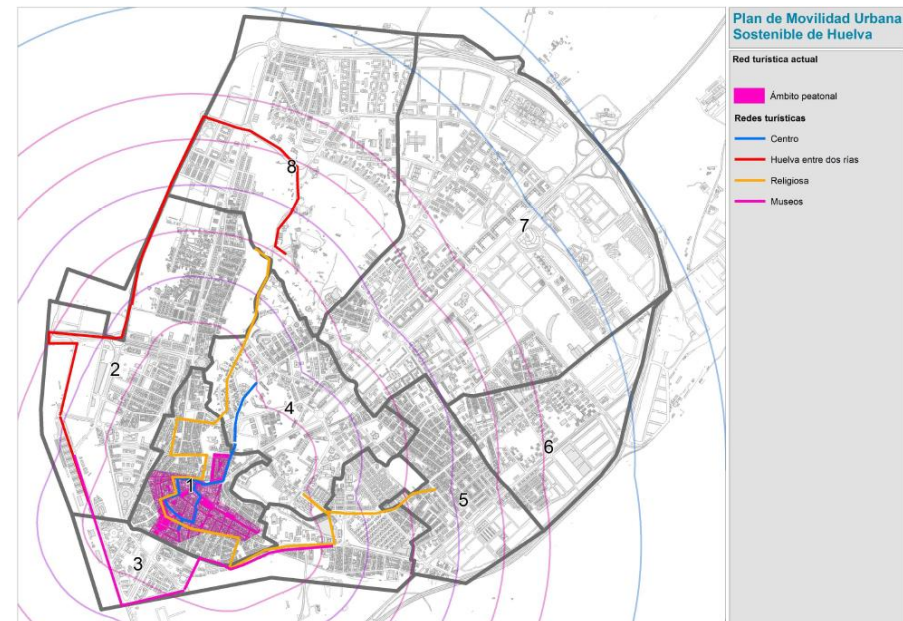 Plan de Movilidad Urbana
Sostenible de Huelva
Red turística actual
Ámbito peatonal
Redes turísticas
Centro
Huelva entre dos rías
Religiosa
Museos
8
7
2
4
6
1
5
3